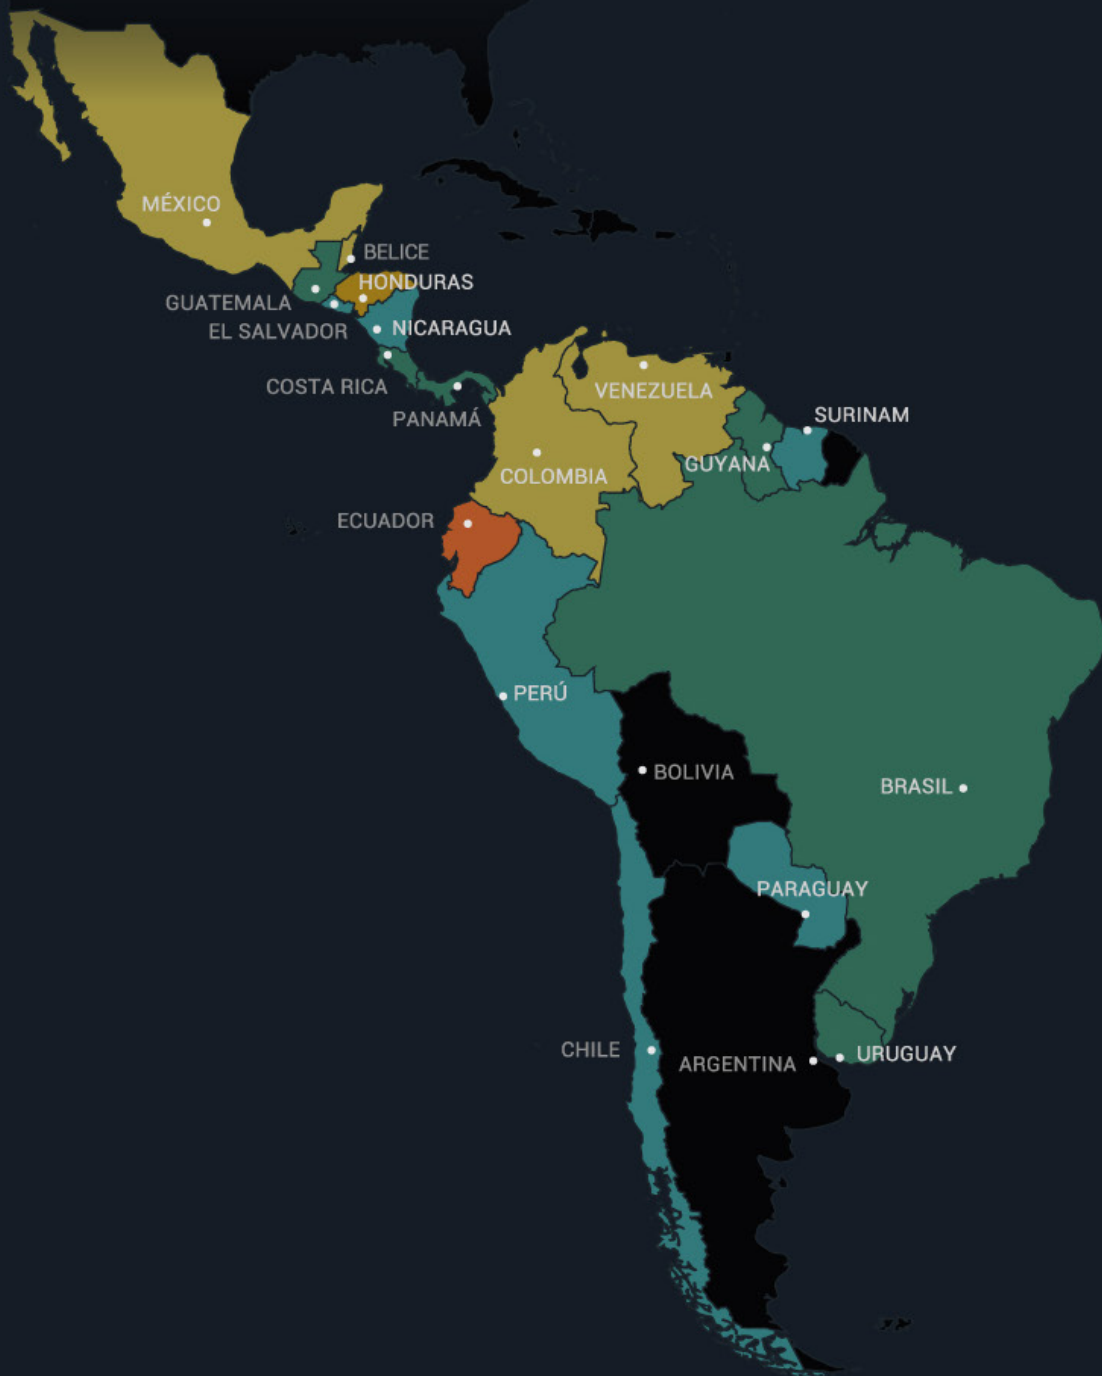 MÉXICO
BELICE
HONDURAS
GUATEMALA
EL SALVADOR
NICARAGUA
COSTA RICA
PANAMÁ
VENEZUELA
SURINAM
GUYANA
COLOMBIA
ECUADOR
PERÚ
BOLIVIA
BRASIL
PARAGUAY
CHILE
URUGUAY
ARGENTINA